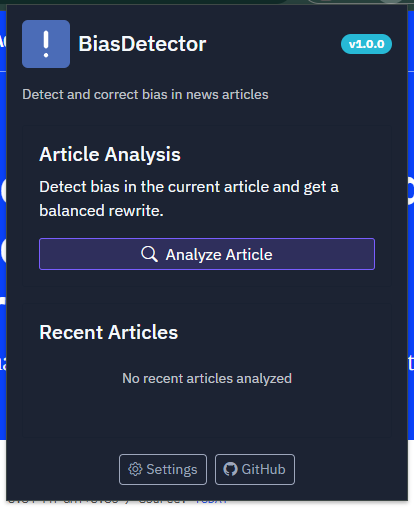 BiasDetector
v1.0.0
Detect and correct bias in news articles
Article Analysis
Detect bias in the current article and get a
balanced rewrite.
Analyze Article
Recent Articles
No recent articles analyzed
Settings
GitHub